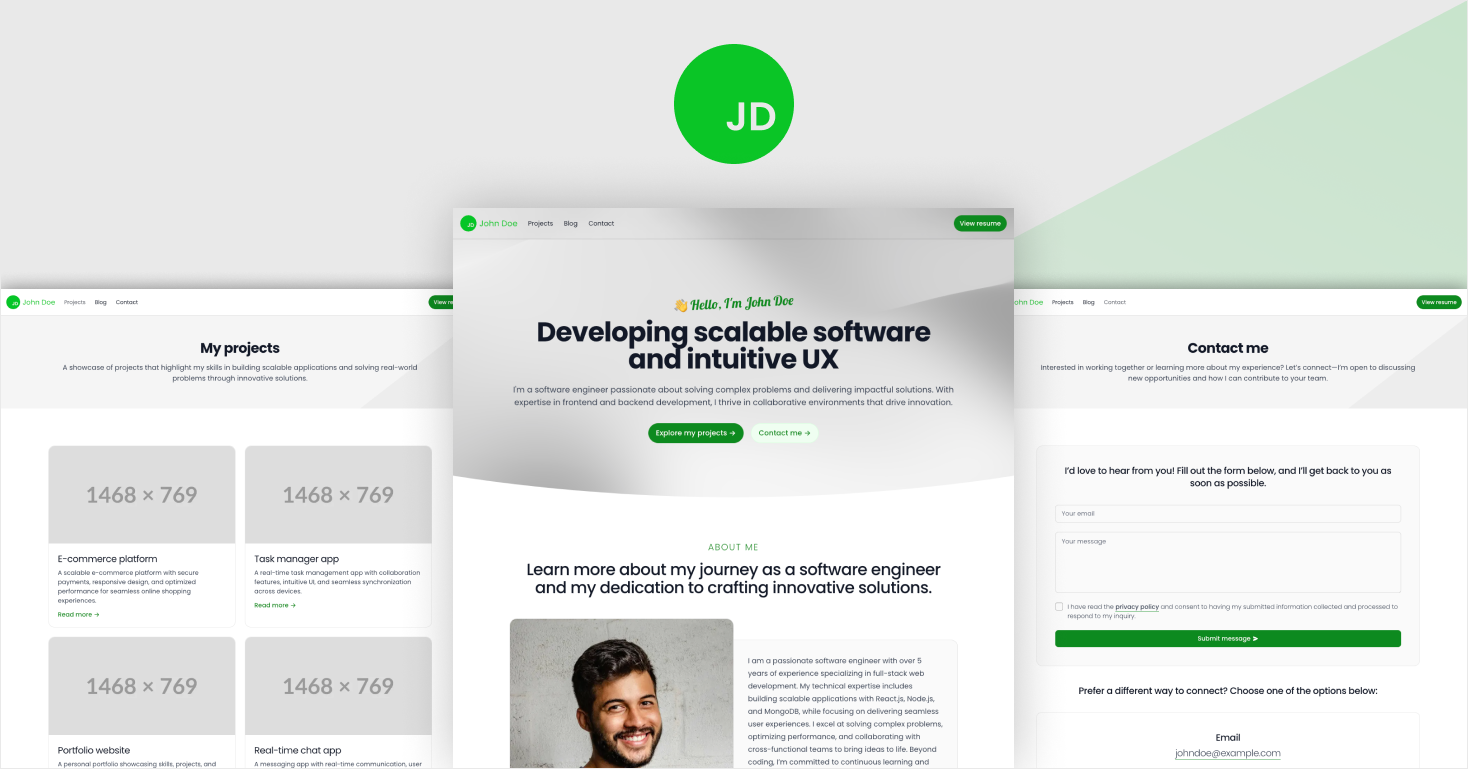 JD
JD John Doe Projects Blog Contact View resume
👋 Hello, I'm John Doe
Developing scalable software
and intuitive UX
I'm a software engineer passionate about solving complex problems and delivering impactful solutions. With
expertise in frontend and backend development, I thrive in collaborative environments that drive innovation.
Explore my projects → Contact me →
ABOUT ME
Learn more about my journey as a software engineer
and my dedication to crafting innovative solutions.
I am a passionate software engineer with over 5
years of experience specializing in full-stack web
development. My technical expertise includes
building scalable applications with React.js, Node.js,
and MongoDB, while focusing on delivering seamless
user experiences. I excel at solving complex problems,
optimizing performance, and collaborating with
cross-functional teams to bring ideas to life. Beyond
coding, I'm committed to continuous learning and
JD John Doe Projects Blog Contact View re
My projects
A showcase of projects that highlight my skills in building scalable applications and solving real-world
problems through innovative solutions.
1468 × 769
E-commerce platform
A scalable e-commerce platform with secure
payments, responsive design, and optimized
performance for seamless online shopping
experiences.
Read more →
1468 × 769
Task manager app
A real-time task management app with collaboration
features, intuitive UI, and seamless synchronization
across devices.
Read more →
1468 × 769
Portfolio website
A personal portfolio showcasing skills, projects, and
1468 × 769
Real-time chat app
A messaging app with real-time communication, user
ohn Doe Projects Blog Contact View resume
Contact me
Interested in working together or learning more about my experience? Let's connect—I'm open to discussing
new opportunities and how I can contribute to your team.
I'd love to hear from you! Fill out the form below, and I'll get back to you as
soon as possible.
Your email
Your message
I have read the privacy policy and consent to having my submitted information collected and processed to
respond to my inquiry.
Submit message ➤
Prefer a different way to connect? Choose one of the options below:
Email
johndoe@example.com